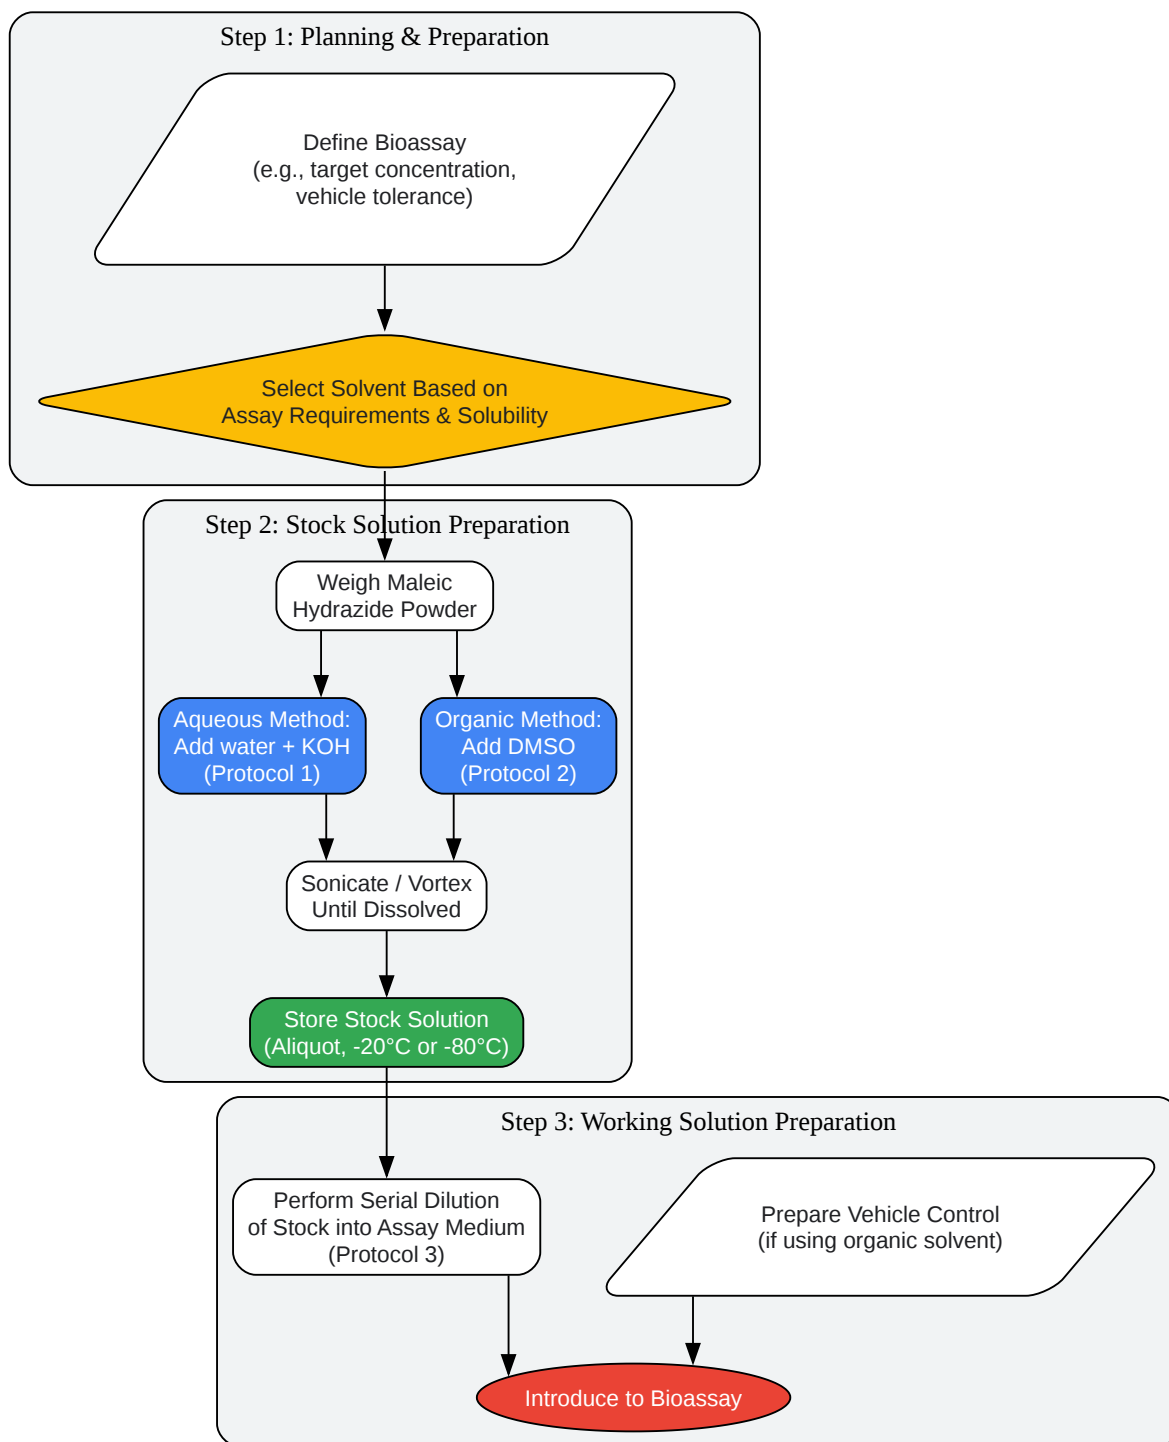 Step 1: Planning & Preparation
Define Bioassay
(e.g., target concentration,
vehicle tolerance)
Select Solvent Based on
Assay Requirements & Solubility
Step 2: Stock Solution Preparation
Weigh Maleic
Hydrazide Powder
Aqueous Method:
Add water + KOH
(Protocol 1)
Organic Method:
Add DMSO
(Protocol 2)
Sonicate / Vortex
Until Dissolved
Store Stock Solution
(Aliquot, -20°C or -80°C)
Step 3: Working Solution Preparation
Perform Serial Dilution
of Stock into Assay Medium
(Protocol 3)
Prepare Vehicle Control
(if using organic solvent)
Introduce to Bioassay